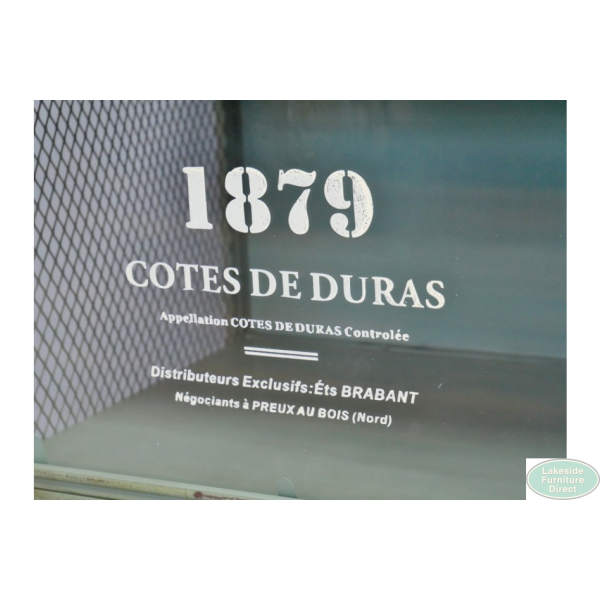 1879
COTES DE DURAS
Appellation COTES DE DURAS Controlée
Distributeurs Exclusifs:Éts BRABANT
Négociants à PREUX AU BOIS (Nord)
Lakeside
Furniture
Direct